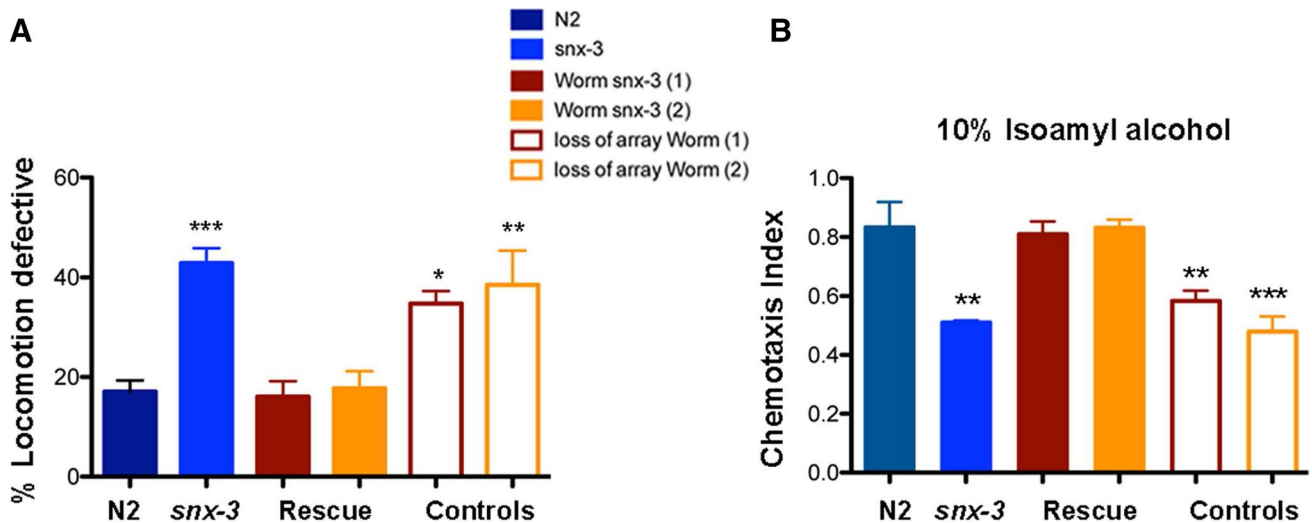 A
N2
snx-3
Worm snx-3 (1)
Worm snx-3 (2)
loss of array Worm (1)
loss of array Worm (2)
% Locomotion defective
60
40
20
0
***
*
**
N2 snx-3 Rescue Controls
B
10% Isoamyl alcohol
Chemotaxis Index
1.0
0.8
0.6
0.4
0.2
0.0
**
**
***
N2 snx-3 Rescue Controls